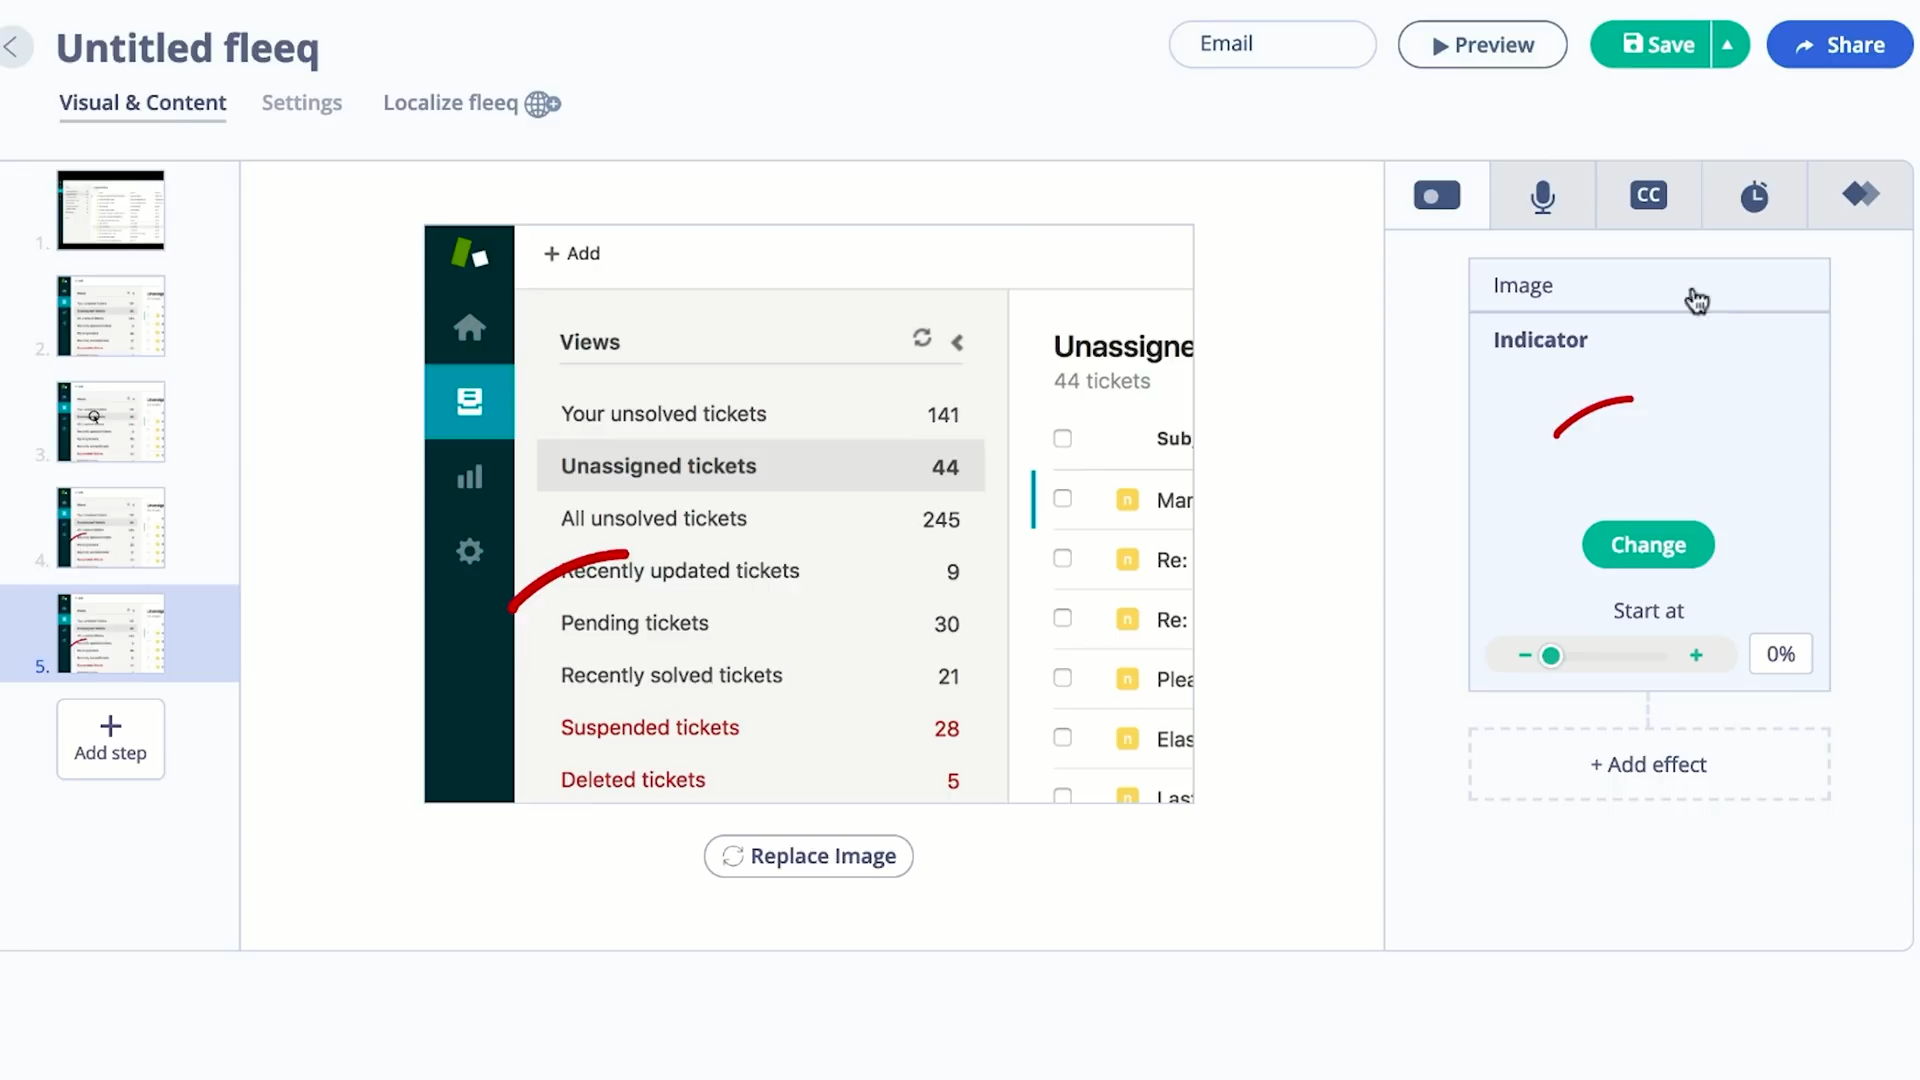 Untitled fleeq
Email
Preview
Save
Share
Visual & Content
Settings
Localize fleeq
1.
2.
3.
4.
5.
Add step
+ Add
Views
Your unsolved tickets 141
Unassigned tickets 44
All unsolved tickets 245
Recently updated tickets 9
Pending tickets 30
Recently solved tickets 21
Suspended tickets 28
Deleted tickets 5
Unassigne
44 tickets
Sub
n Mar
n Re:
n Re:
n Plea
n Elas
n Last
Replace Image
CC
Image
Indicator
Change
Start at
0%
+ Add effect